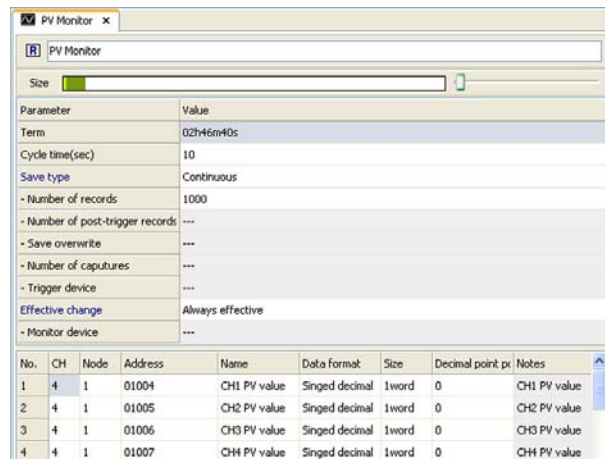 PV Monitor x
R PV Monitor
Size
Parameter Value
Term 02h46m40s
Cycle time(sec) 10
Save type Continuous
- Number of records 1000
- Number of post-trigger records ---
- Save overwrite ---
- Number of caputures ---
- Trigger device ---
Effective change Always effective
- Monitor device ---
No. CH Node Address Name Data format Size Decimal point p Notes
1 4 1 01004 CH1 PV value Singed decimal 1word 0 CH1 PV value
2 4 1 01005 CH2 PV value Singed decimal 1word 0 CH2 PV value
3 4 1 01006 CH3 PV value Singed decimal 1word 0 CH3 PV value
4 4 1 01007 CH4 PV value Singed decimal 1word 0 CH4 PV value